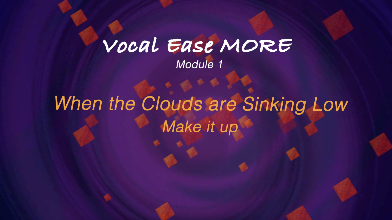 Vocal Ease MORE
Module 1
When the Clouds are Sinking Low
Make it up